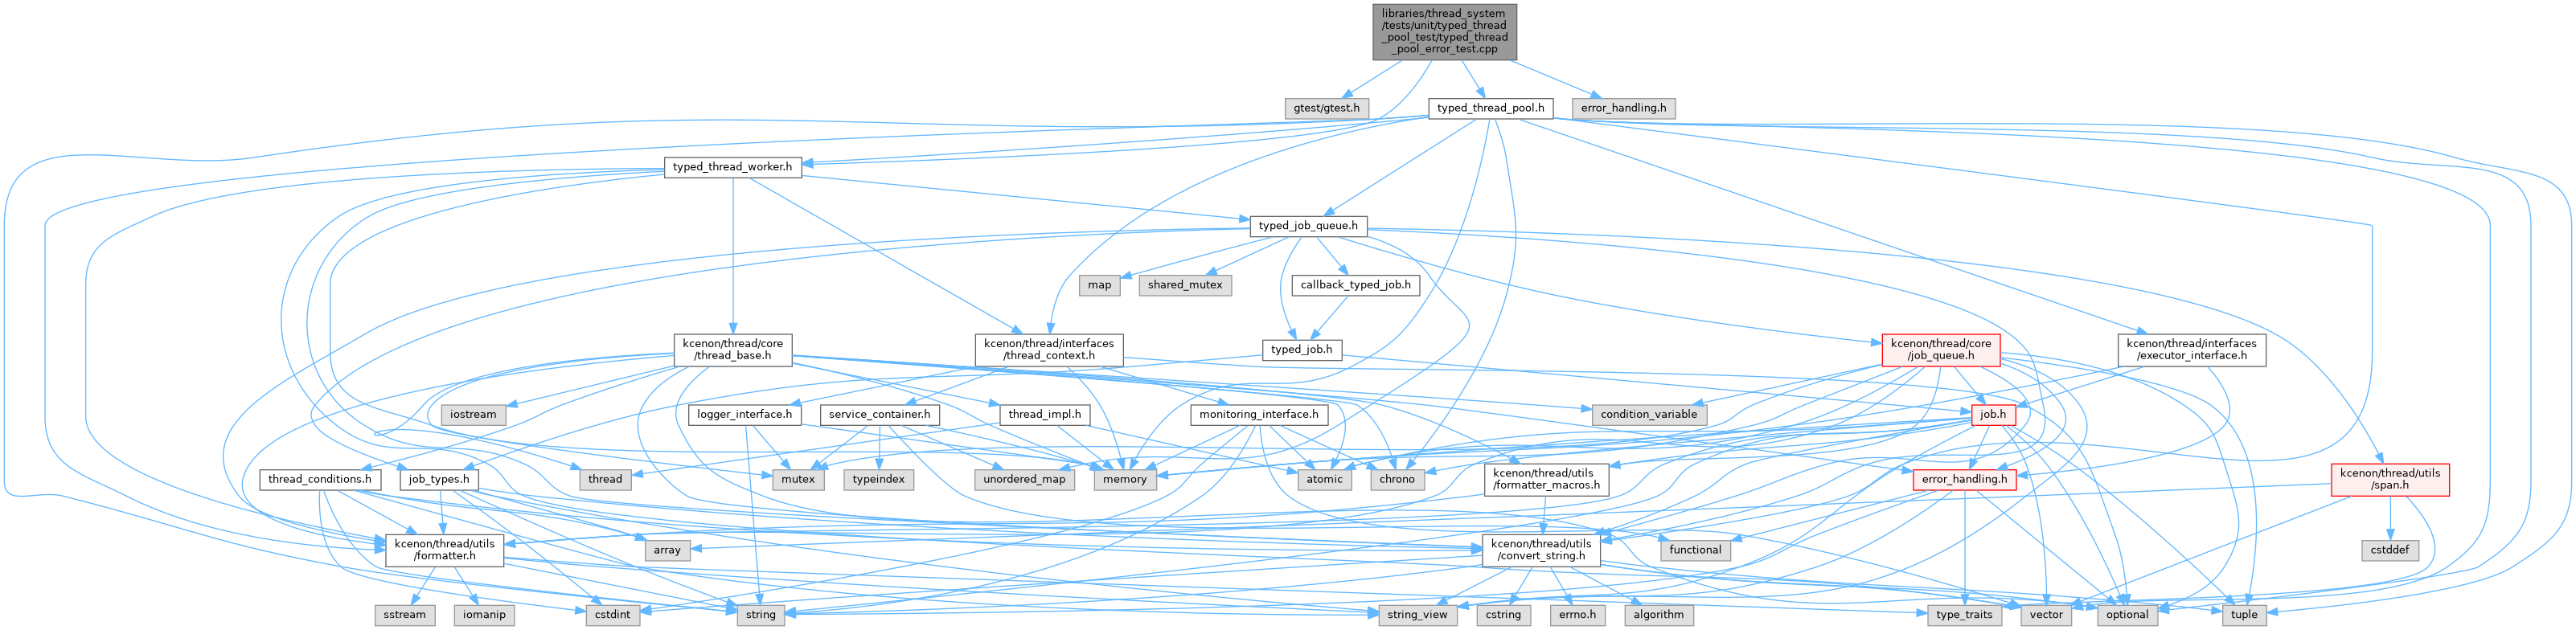 libraries/thread_system
/tests/unit/typed_thread
_pool_test/typed_thread
_pool_error_test.cpp
gtest/gtest.h
typed_thread_pool.h
error_handling.h
typed_thread_worker.h
typed_job_queue.h
map
shared_mutex
callback_typed_job.h
kcenon/thread/core
/thread_base.h
kcenon/thread/interfaces
/thread_context.h
typed_job.h
kcenon/thread/core
/job_queue.h
kcenon/thread/interfaces
/executor_interface.h
iostream
logger_interface.h
service_container.h
thread_impl.h
monitoring_interface.h
condition_variable
job.h
thread_conditions.h
job_types.h
thread
mutex
typeindex
unordered_map
memory
atomic
chrono
kcenon/thread/utils
/formatter_macros.h
error_handling.h
kcenon/thread/utils
/span.h
kcenon/thread/utils
/formatter.h
array
kcenon/thread/utils
/convert_string.h
functional
cstddef
sstream
iomanip
cstdint
string
string_view
cstring
errno.h
algorithm
type_traits
vector
optional
tuple